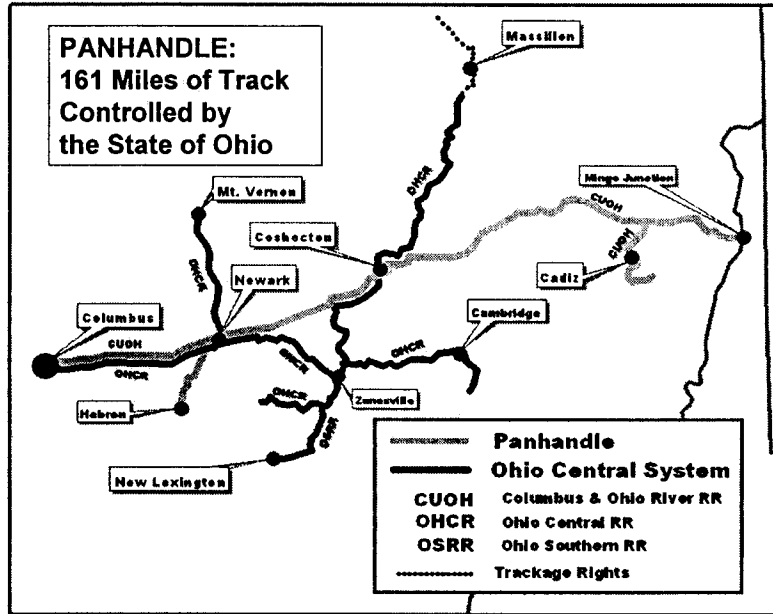 PANHANDLE:
161 Miles of Track
Controlled by
the State of Ohio
Massillon
Mt. Vernon
OHCR
Mingo Junction
CUOH
Coshocton
CUOH
Cadiz
OHCR
Newark
Columbus
CUOH
OHCR
Cambridge
OHCR
OHCR
Hebron
OHCR
Zanesville
OSRR
New Lexington
Panhandle
Ohio Central System
CUOH Columbus & Ohio River RR
OHCR Ohio Central RR
OSRR Ohio Southern RR
Trackage Rights